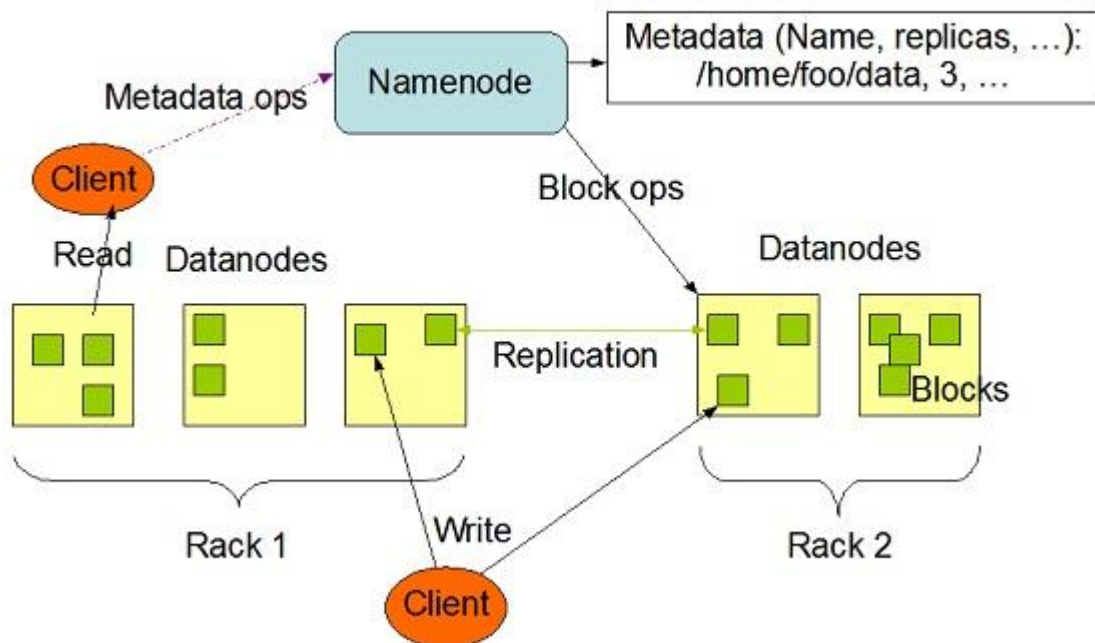 Metadata (Name, replicas, …):
/home/foo/data, 3, …
Namenode
Metadata ops
Client
Block ops
Read
Datanodes
Datanodes
Replication
Blocks
Rack 1
Write
Rack 2
Client